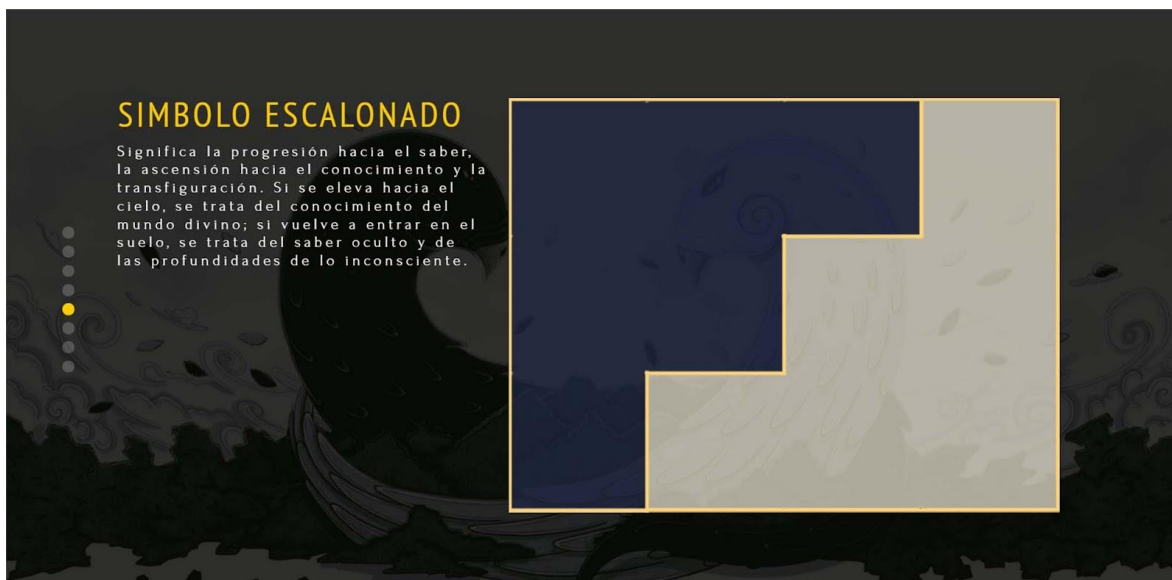 SIMBOLO ESCALONADO
Significa la progresión hacia el saber,
la ascensión hacia el conocimiento y la
transfiguración. Si se eleva hacia el
cielo, se trata del conocimiento del
mundo divino; si vuelve a entrar en el
suelo, se trata del saber oculto y de
las profundidades de lo inconsciente.